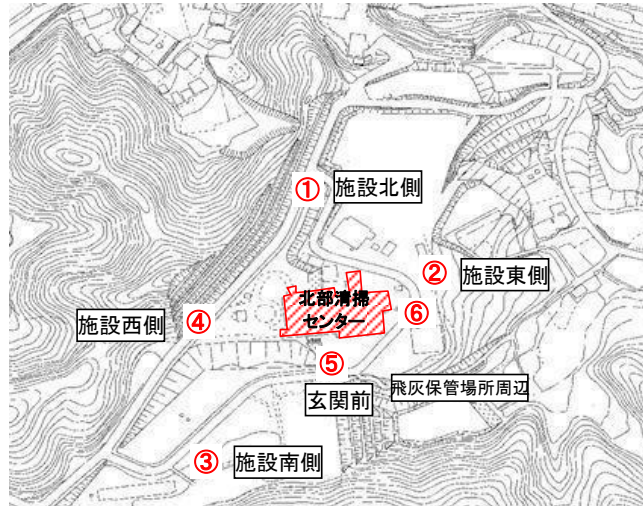 ① 施設北側
② 施設東側
北部清掃
センター
⑥
施設西側 ④
⑤
玄関前
飛灰保管場所周辺
③ 施設南側